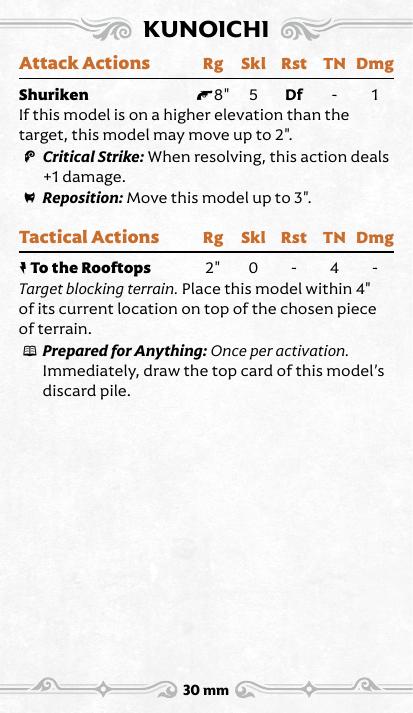 KUNOICHI
Attack Actions Rg Skl Rst TN Dmg
Shuriken 8" 5 Df - 1
If this model is on a higher elevation than the
target, this model may move up to 2".
Critical Strike: When resolving, this action deals
+1 damage.
Reposition: Move this model up to 3".
Tactical Actions Rg Skl Rst TN Dmg
To the Rooftops 2" 0 - 4 -
Target blocking terrain. Place this model within 4"
of its current location on top of the chosen piece
of terrain.
Prepared for Anything: Once per activation.
Immediately, draw the top card of this model's
discard pile.
30 mm